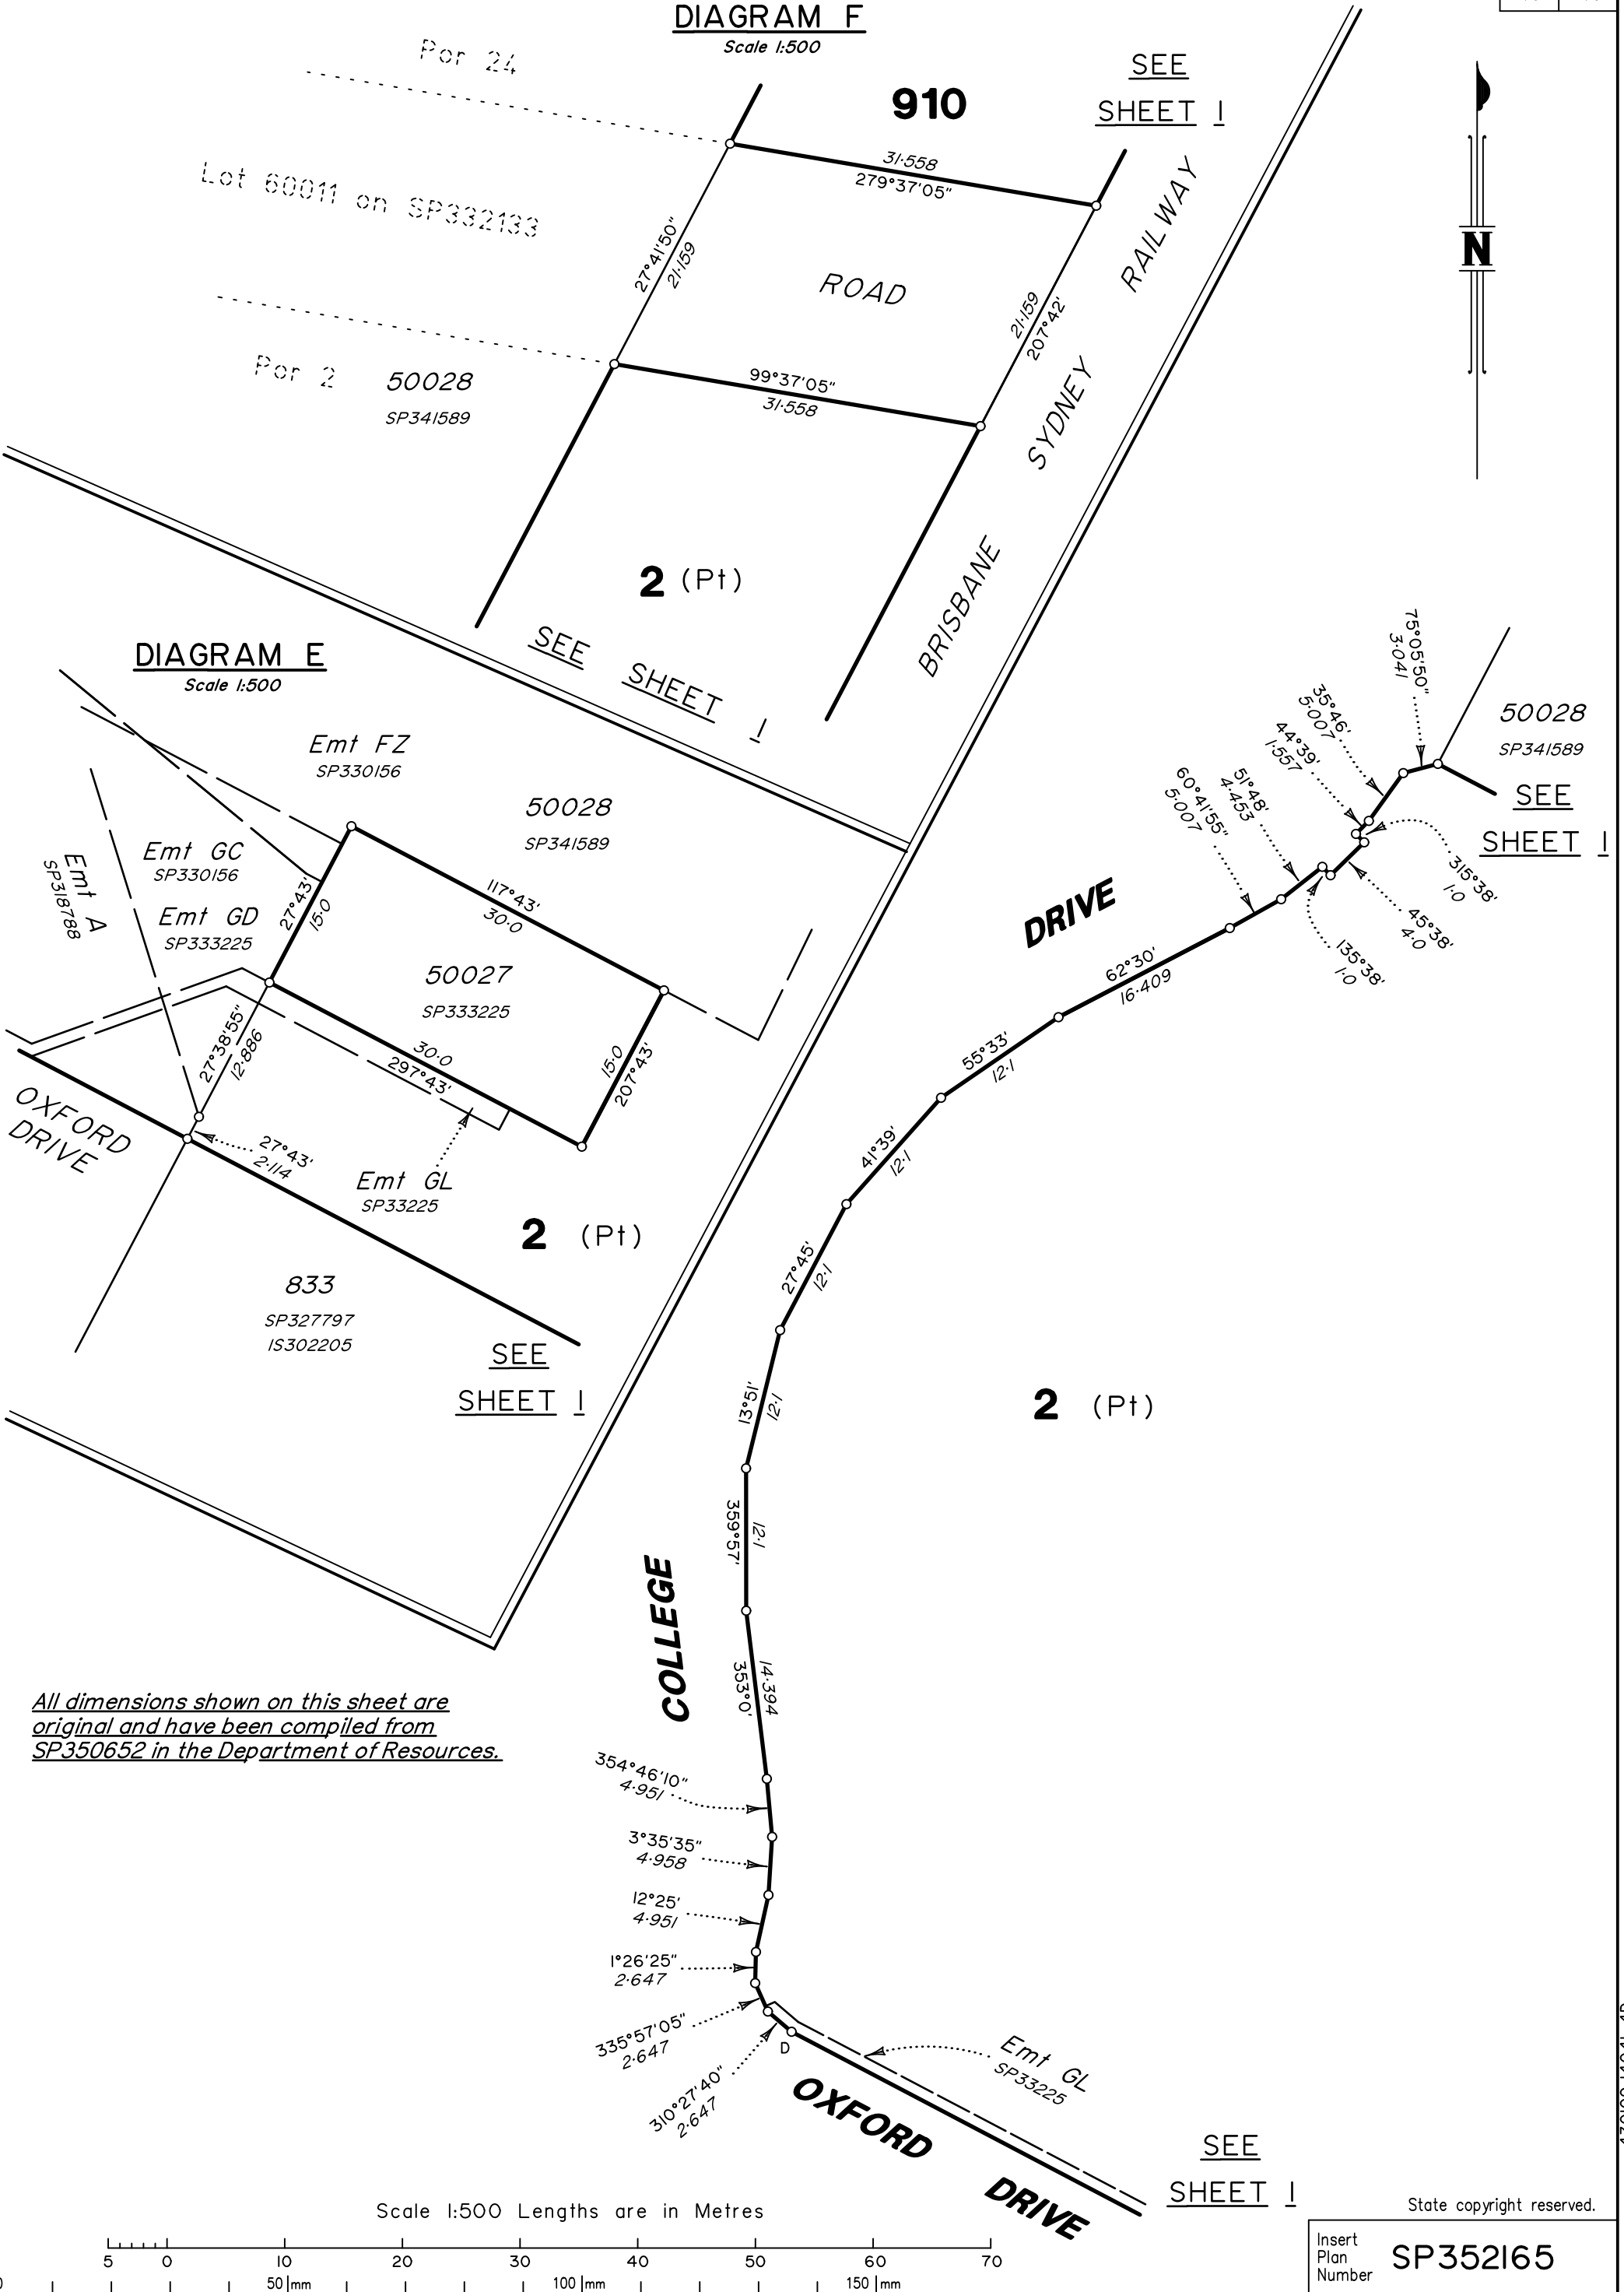 DIAGRAM F
Scale 1:500
Por 24
910
SEE
SHEET 1
31·558
279°37'05"
Lot 60011 on SP332133
27°41'50"
21·159
ROAD
21·159
207°42'
RAILWAY
SYDNEY
BRISBANE
N
Por 2
50028
SP341589
99°37'05"
31·558
2 (Pt)
SEE
SHEET
1
DIAGRAM E
Scale 1:500
Emt FZ
SP330156
50028
SP341589
Emt A
SP318788
Emt GC
SP330156
Emt GD
SP333225
27°43'
15·0
117°43'
30·0
50027
SP333225
30·0
297°43'
15·0
207°43'
27°38'55"
12·886
OXFORD
DRIVE
27°43'
2·114
Emt GL
SP33225
2 (Pt)
833
SP327797
IS302205
SEE
SHEET 1
75°05'50"
3·041
35°46'
5·007
44°39'
1·557
51°48'
4·453
60°41'55"
5·007
50028
SP341589
SEE
SHEET 1
315°38'
1·0
45°38'
4·0
135°38'
1·0
DRIVE
62°30'
16·409
55°33'
12·1
41°39'
12·1
27°45'
12·1
13°51'
12·1
2 (Pt)
359°57'
12·1
COLLEGE
353°0'
14·394
All dimensions shown on this sheet are
original and have been compiled from
SP350652 in the Department of Resources.
354°46'10"
4·951
3°35'35"
4·958
12°25'
4·951
1°26'25"
2·647
335°57'05"
2·647
310°27'40"
2·647
D
Emt GL
SP33225
OXFORD
DRIVE
SEE
SHEET 1
Scale 1:500 Lengths are in Metres
5 0 10 20 30 40 50 60 70
50 mm 100 mm 150 mm
State copyright reserved.
Insert
Plan
Number
SP352165